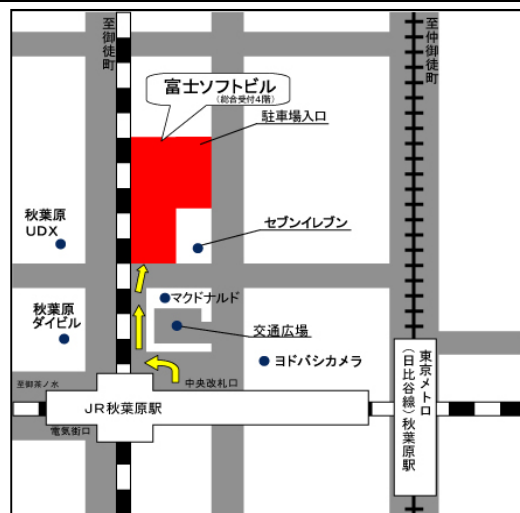 至御徒町
至仲御徒町
富士ソフトビル
(総合受付4階)
駐車場入口
秋葉原
UDX
セブンイレブン
秋葉原
ダイビル
マクドナルド
交通広場
ヨドバシカメラ
至御茶ノ水
中央改札口
JR秋葉原駅
電気街口
東京メトロ
(日比谷線)秋葉原駅